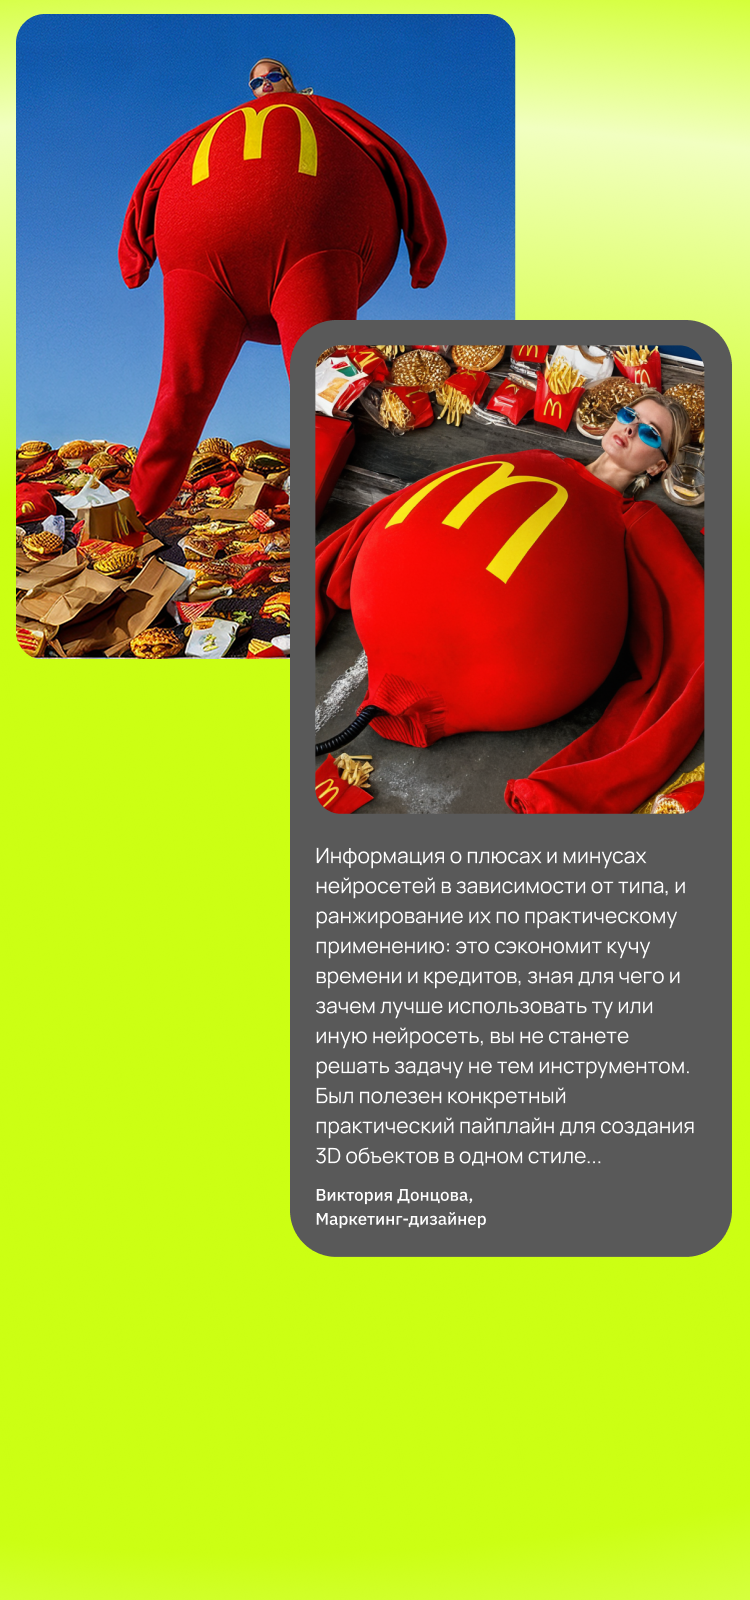 Информация о плюсах и минусах
нейросетей в зависимости от типа, и
ранжирование их по практическому
применению: это сэкономит кучу
времени и кредитов, зная для чего и
зачем лучше использовать ту или
иную нейросеть, вы не станете
решать задачу не тем инструментом.
Был полезен конкретный
практический пайплайн для создания
3D объектов в одном стиле...
Виктория Донцова,
Маркетинг-дизайнер